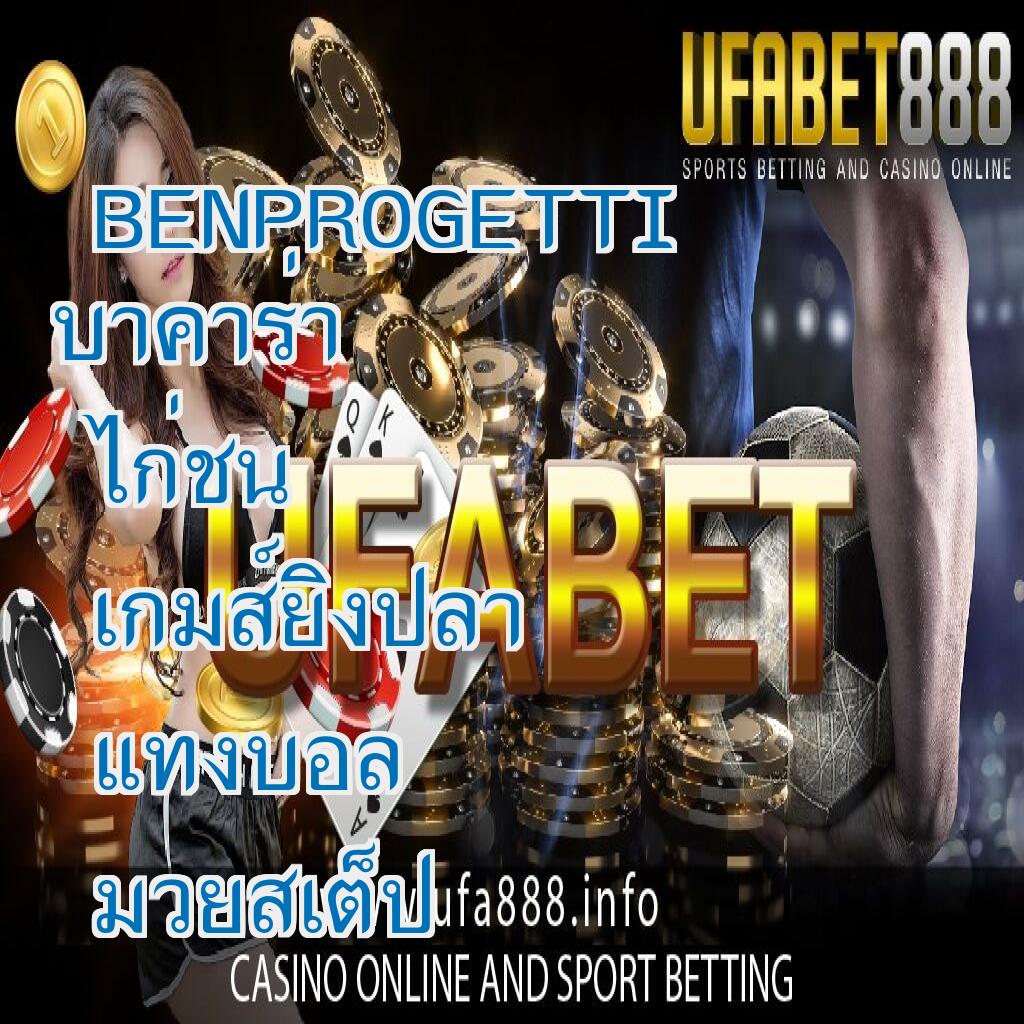 UFABET888
SPORTS BETTING AND CASINO ONLINE
BENPROGETTI
บาคาร่า
ไก่ชน
UFABET
เกมส์ยิงปลา
แทงบอล
มวยสเต็ป
ufa888.info
CASINO ONLINE AND SPORT BETTING
Q
K
A
1